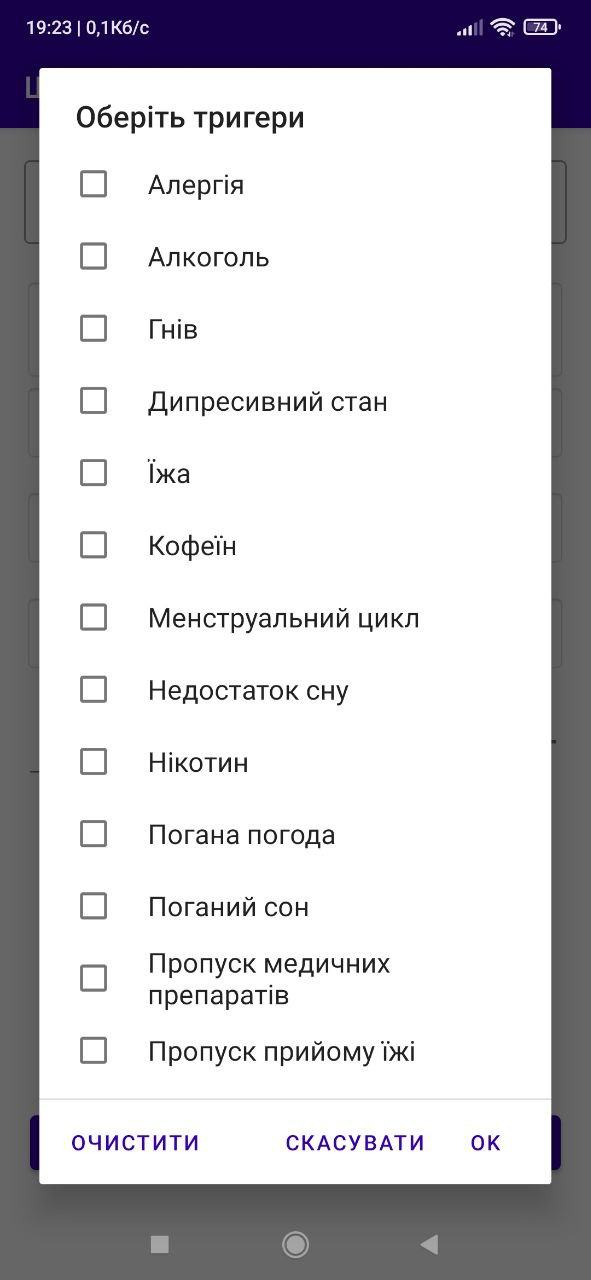 19:23 | 0,1Кб/с
74
Оберіть тригери
Алергія
Алкоголь
Гнів
Дипресивний стан
Їжа
Кофеїн
Менструальний цикл
Недостаток сну
Нікотин
Погана погода
Поганий сон
Пропуск медичних
препаратів
Пропуск прийому їжі
ОЧИСТИТИ
СКАСУВАТИ
OK